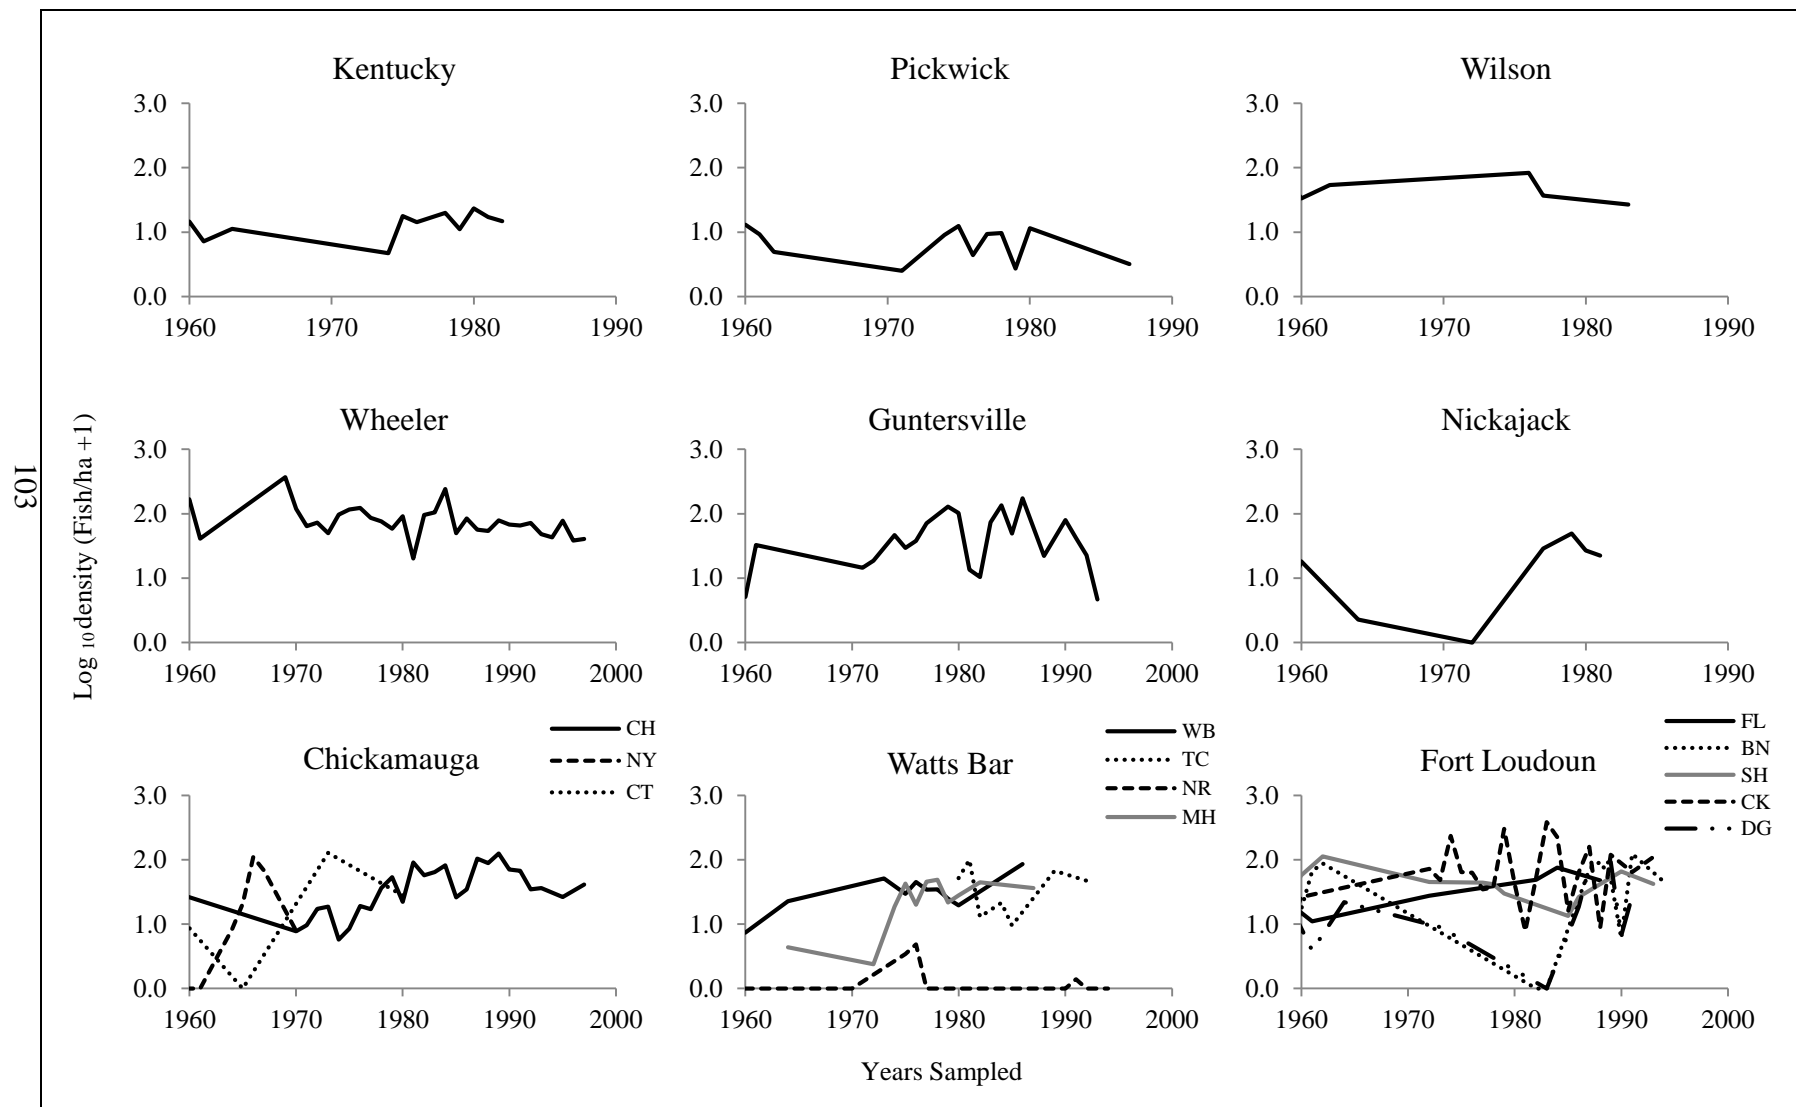 Kentucky
3.0
2.0
1.0
0.0
1960 1970 1980 1990
Pickwick
3.0
2.0
1.0
0.0
1960 1970 1980 1990
Wilson
3.0
2.0
1.0
0.0
1960 1970 1980 1990
Wheeler
3.0
2.0
1.0
0.0
1960 1970 1980 1990 2000
Guntersville
3.0
2.0
1.0
0.0
1960 1970 1980 1990 2000
Nickajack
3.0
2.0
1.0
0.0
1960 1970 1980 1990
Chickamauga
CH
NY
CT
3.0
2.0
1.0
0.0
1960 1970 1980 1990 2000
Watts Bar
WB
TC
NR
MH
3.0
2.0
1.0
0.0
1960 1970 1980 1990 2000
Fort Loudoun
FL
BN
SH
CK
DG
3.0
2.0
1.0
0.0
1960 1970 1980 1990 2000
Log 10 density (Fish/ha +1)
Years Sampled
103